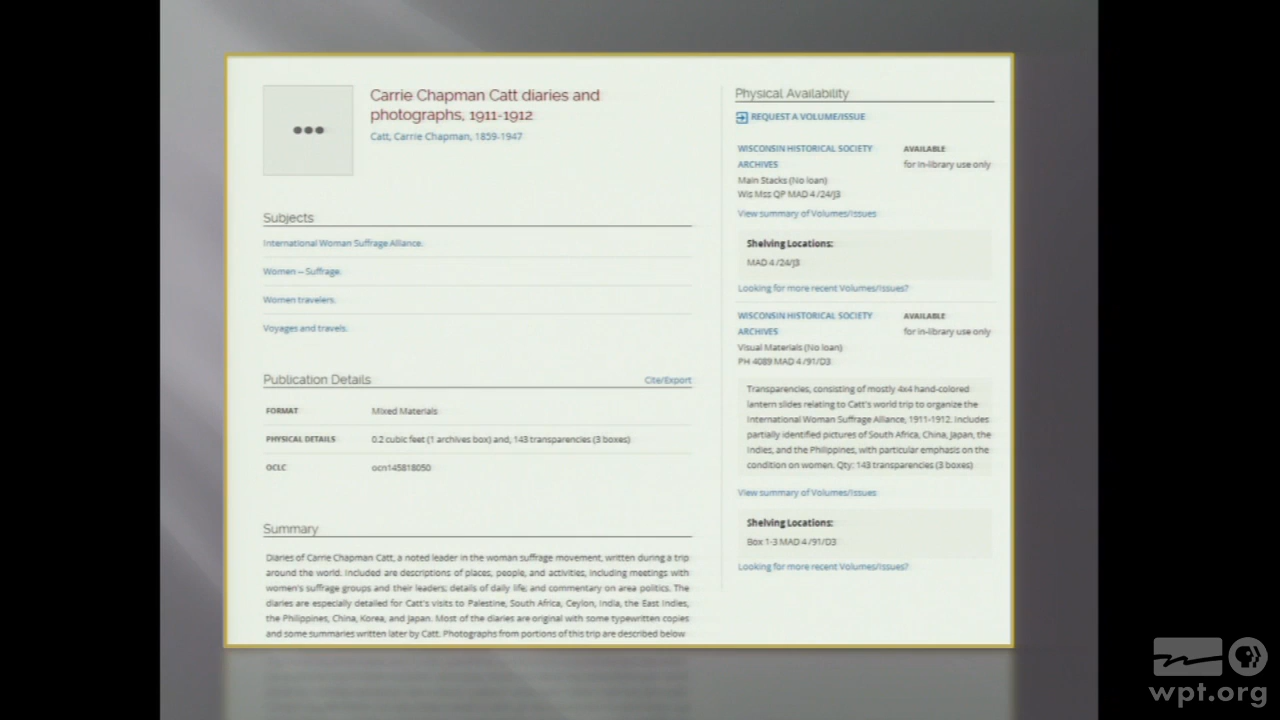 Carrie Chapman Catt diaries and
photographs, 1911-1912
Catt, Carrie Chapman, 1859-1947
Subjects
International Woman Suffrage Alliance.
Women -- Suffrage.
Women travelers.
Voyages and travels.
Publication Details
Cite/Export
FORMAT Mixed Materials
PHYSICAL DETAILS 0.2 cubic feet (1 archives box) and, 143 transparencies (3 boxes)
OCLC ocn145818050
Summary
Diaries of Carrie Chapman Catt, a noted leader in the woman suffrage movement, written during a trip
around the world. Included are descriptions of places, people, and activities, including meetings with
women's suffrage groups and their leaders; details of daily life; and commentary on area politics. The
diaries are especially detailed for Catt's visits to Palestine, South Africa, Ceylon, India, the East Indies,
the Philippines, China, Korea, and Japan. Most of the diaries are original with some typewritten copies
and some summaries written later by Catt. Photographs from portions of this trip are described below
Physical Availability
REQUEST A VOLUME/ISSUE
WISCONSIN HISTORICAL SOCIETY AVAILABLE
ARCHIVES for in-library use only
Main Stacks (No loan)
Wis Mss QP MAD 4 /24/J3
View summary of Volumes/Issues
Shelving Locations:
MAD 4 /24/J3
Looking for more recent Volumes/Issues?
WISCONSIN HISTORICAL SOCIETY AVAILABLE
ARCHIVES for in-library use only
Visual Materials (No loan)
PH 4089 MAD 4 /91/D3
Transparencies, consisting of mostly 4x4 hand-colored
lantern slides relating to Catt's world trip to organize the
International Woman Suffrage Alliance, 1911-1912. Includes
partially identified pictures of South Africa, China, Japan, the
Indies, and the Philippines, with particular emphasis on the
condition on women. Qty: 143 transparencies (3 boxes)
View summary of Volumes/Issues
Shelving Locations:
Box 1-3 MAD 4 /91/D3
Looking for more recent Volumes/Issues?
wpt.org